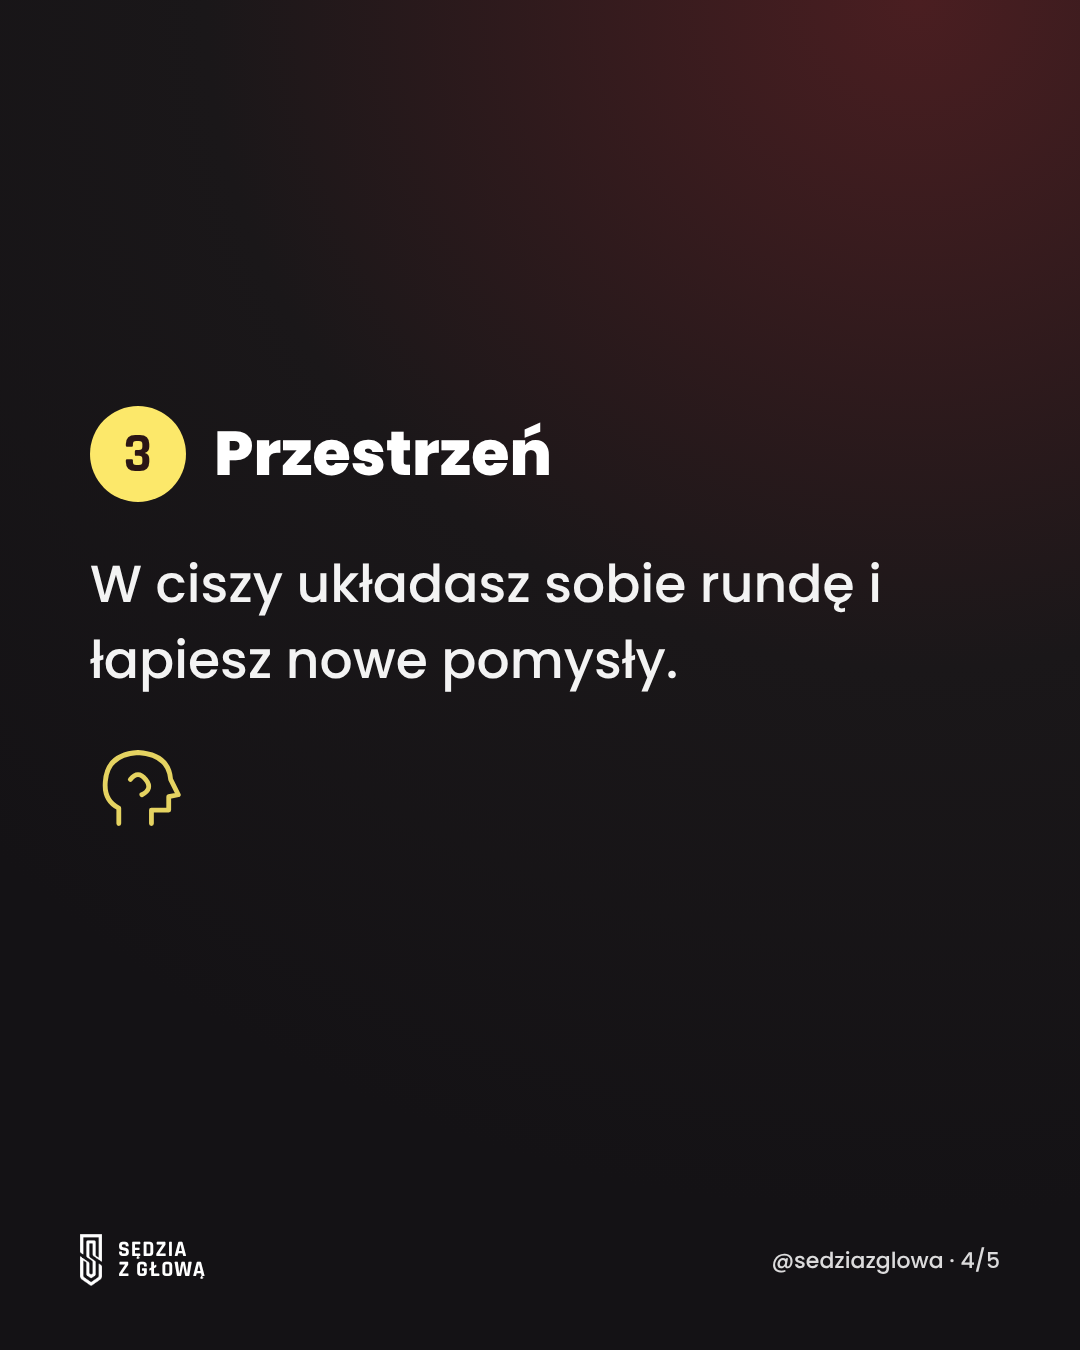 3 Przestrzeń
W ciszy układasz sobie rundę i
łapiesz nowe pomysły.
SĘDZIA
Z GŁOWĄ
@sedziazglowa · 4/5